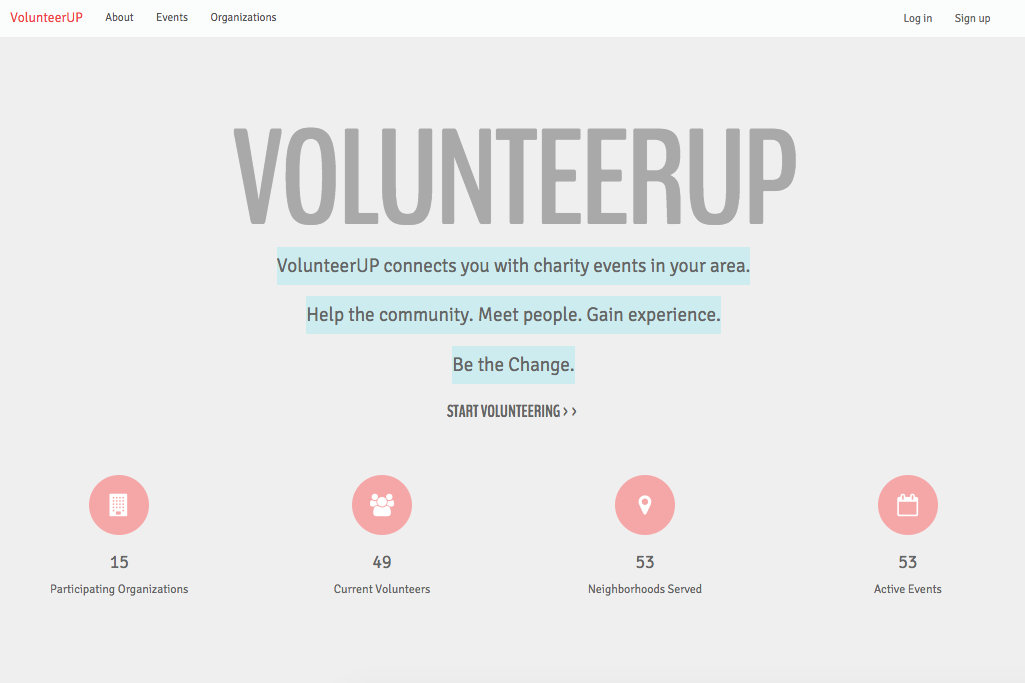 VolunteerUP About Events Organizations Log in Sign up
VOLUNTEERUP
VolunteerUP connects you with charity events in your area.
Help the community. Meet people. Gain experience.
Be the Change.
START VOLUNTEERING > >
15 49 53 53
Participating Organizations Current Volunteers Neighborhoods Served Active Events